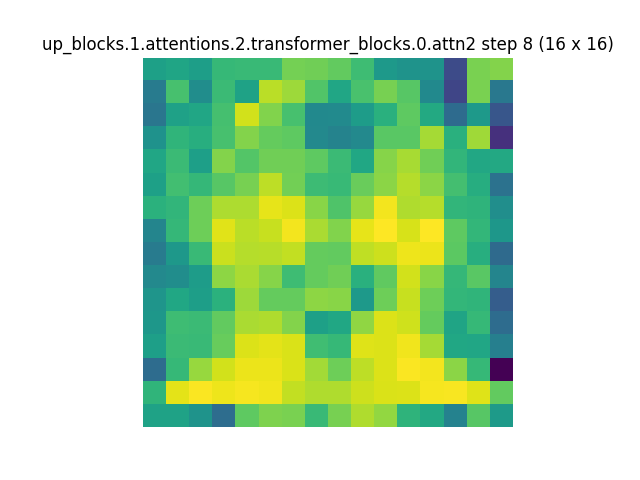 up_blocks.1.attentions.2.transformer_blocks.0.attn2 step 8 (16 x 16)